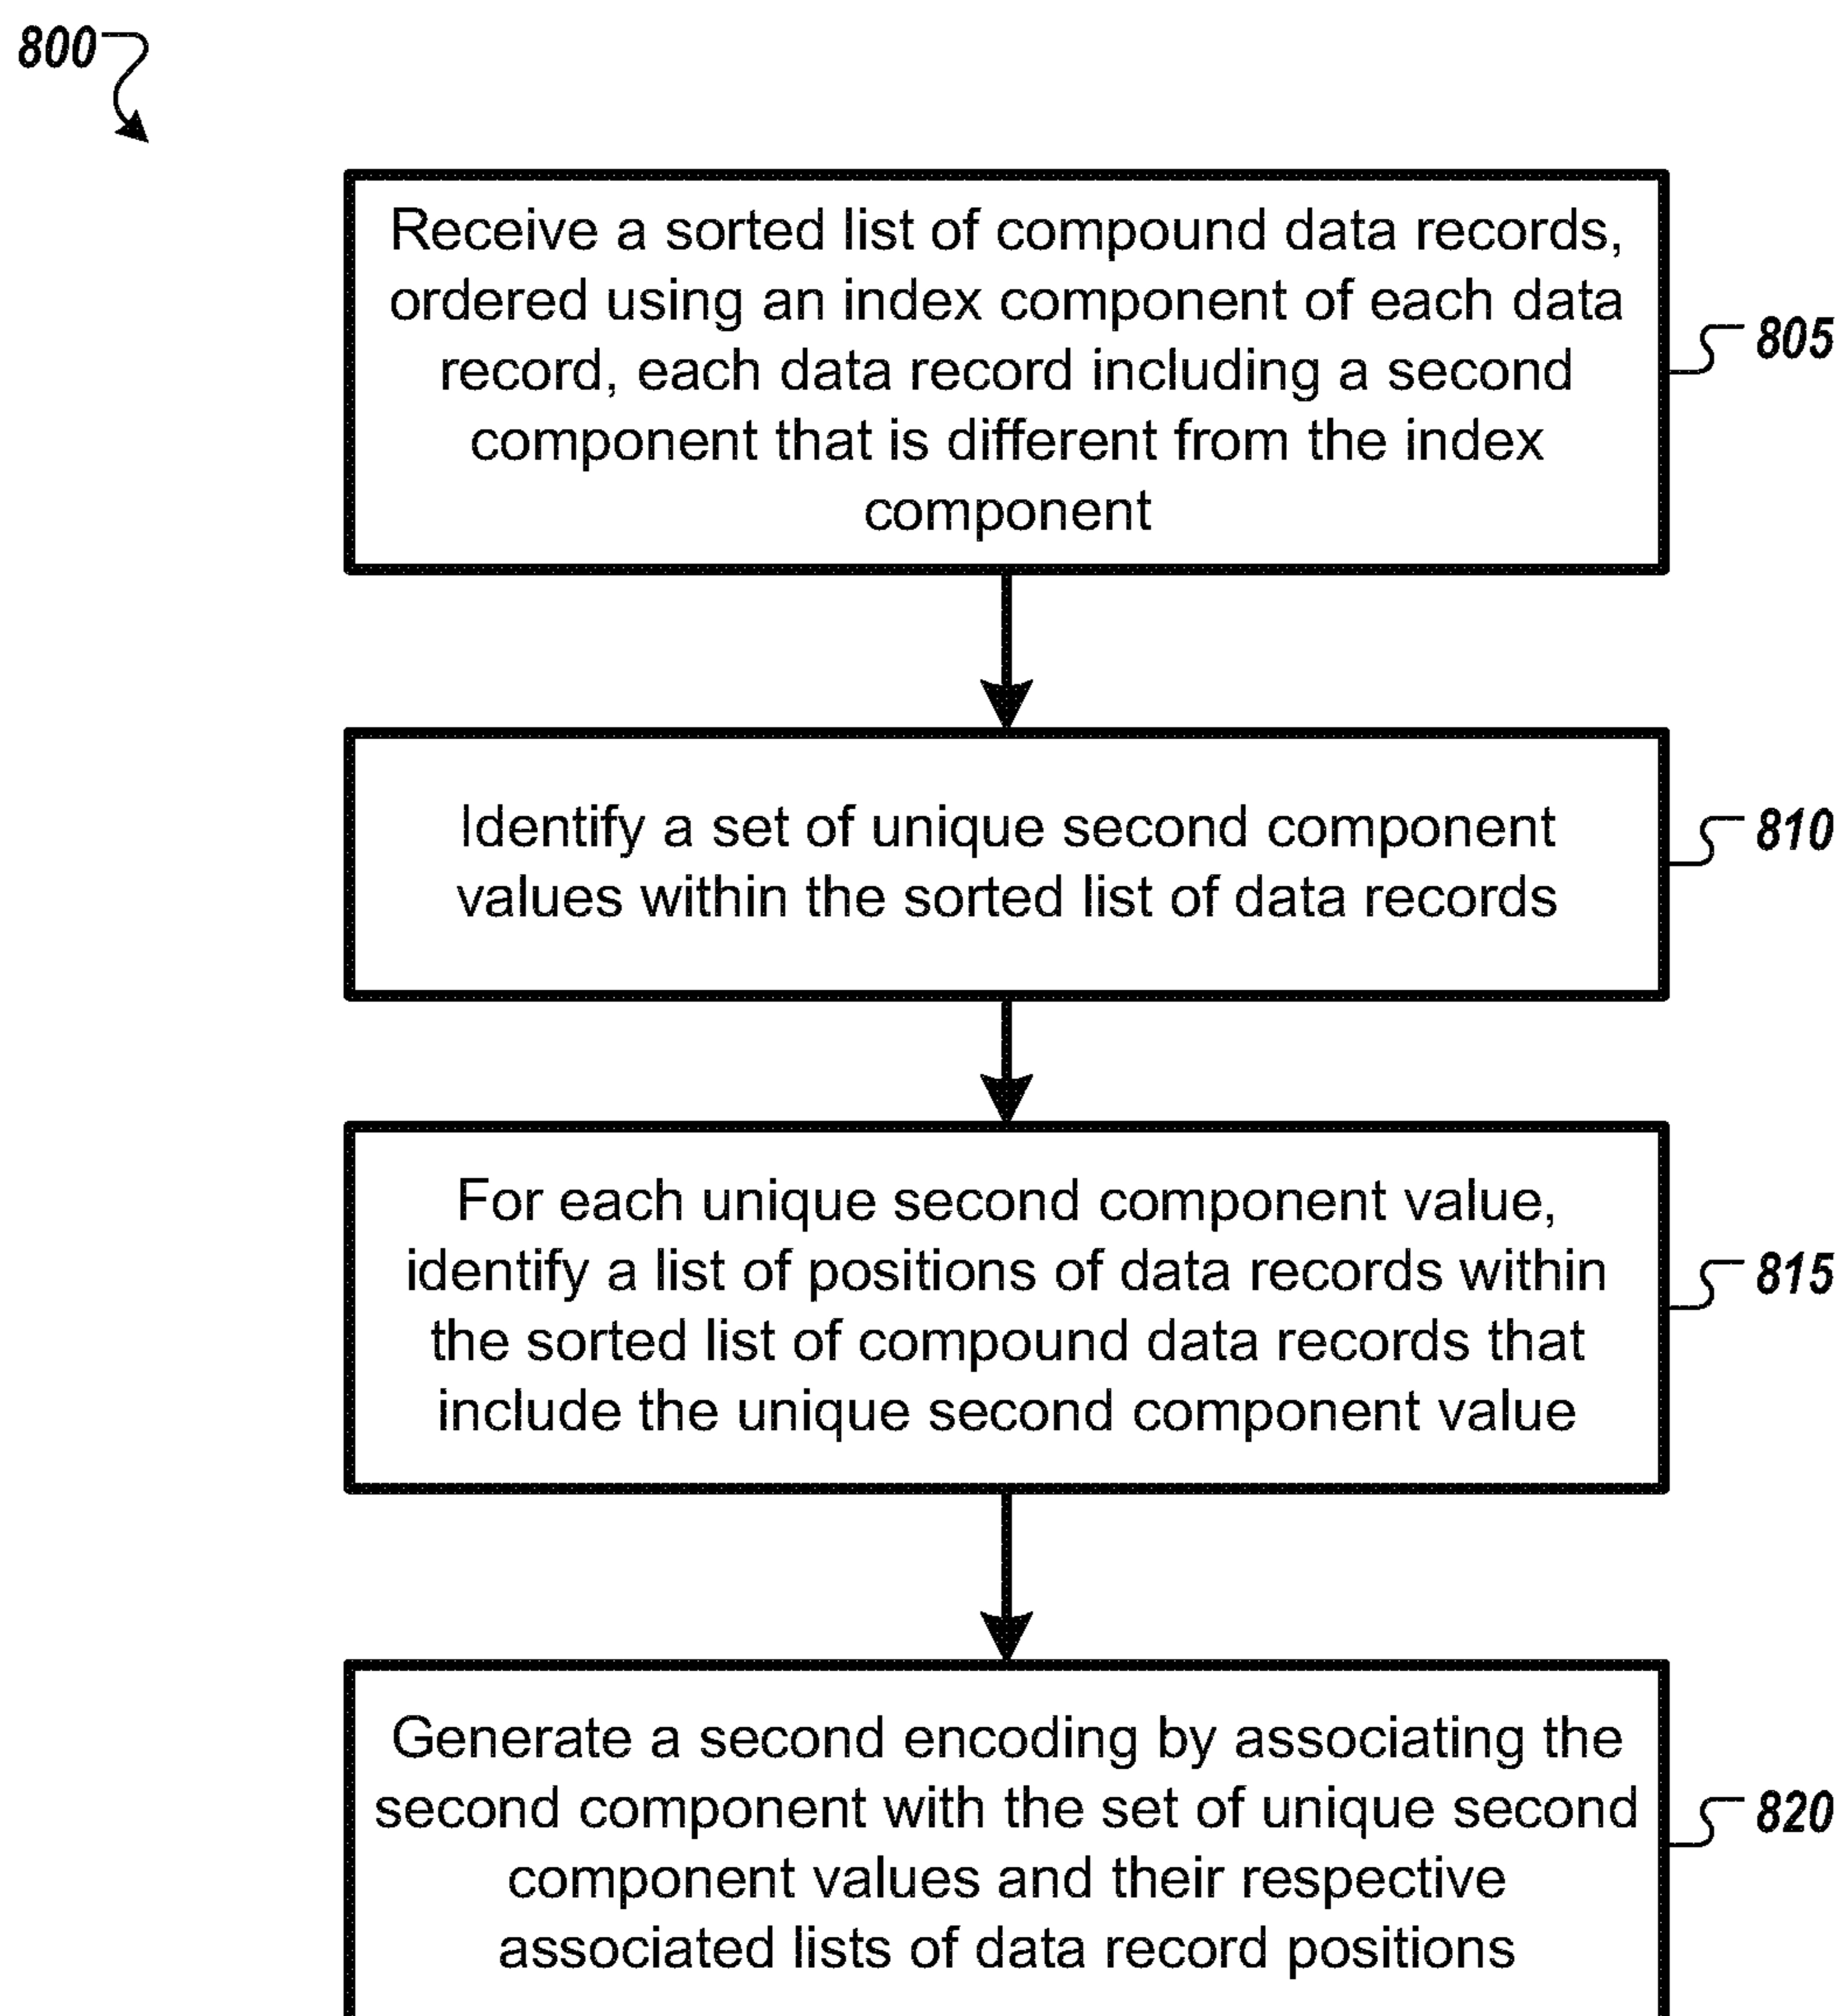 800
Receive a sorted list of compound data records,
ordered using an index component of each data
record, each data record including a second
component that is different from the index
component
805
Identify a set of unique second component
values within the sorted list of data records
810
For each unique second component value,
identify a list of positions of data records within
the sorted list of compound data records that
include the unique second component value
815
Generate a second encoding by associating the
second component with the set of unique second
component values and their respective
associated lists of data record positions
820